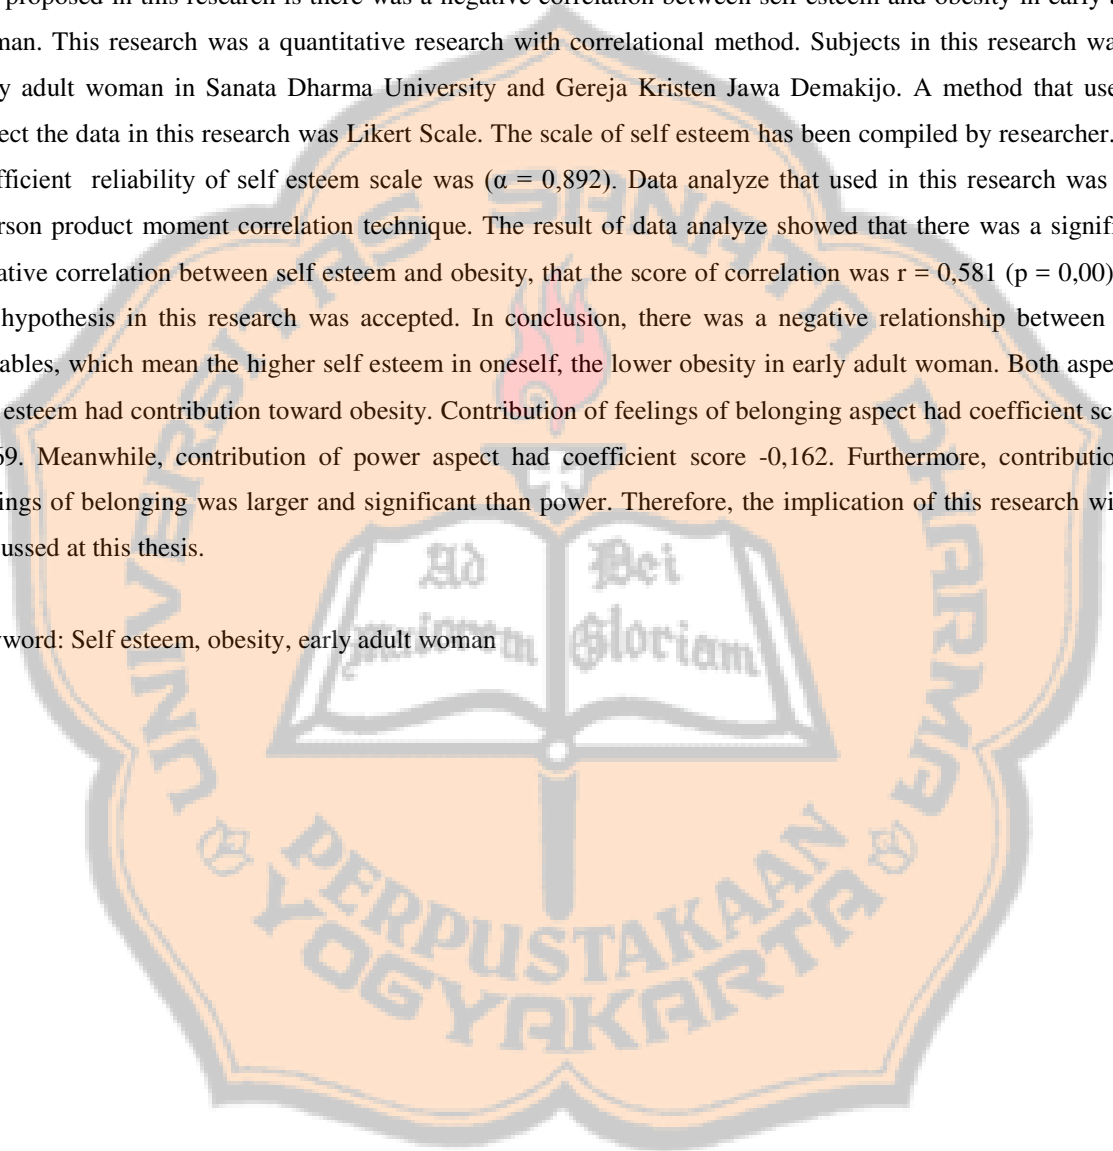 proposed in this research is there was a negative correlation between self esteem and obesity in early a
man. This research was a quantitative research with correlational method. Subjects in this research wa
y adult woman in Sanata Dharma University and Gereja Kristen Jawa Demakijo. A method that use
ect the data in this research was Likert Scale. The scale of self esteem has been compiled by researcher.
fficient reliability of self esteem scale was (α = 0,892). Data analyze that used in this research was
rson product moment correlation technique. The result of data analyze showed that there was a signifi
ative correlation between self esteem and obesity, that the score of correlation was r = 0,581 (p = 0,00)
hypothesis in this research was accepted. In conclusion, there was a negative relationship between
ables, which mean the higher self esteem in oneself, the lower obesity in early adult woman. Both aspe
esteem had contribution toward obesity. Contribution of feelings of belonging aspect had coefficient sc
69. Meanwhile, contribution of power aspect had coefficient score -0,162. Furthermore, contributio
ings of belonging was larger and significant than power. Therefore, the implication of this research wi
ussed at this thesis.
word: Self esteem, obesity, early adult woman
UNIVERSITAS SANATA DHARMA
Ad Dei
maiorem Gloriam
PERPUSTAKAAN
YOGYAKARTA